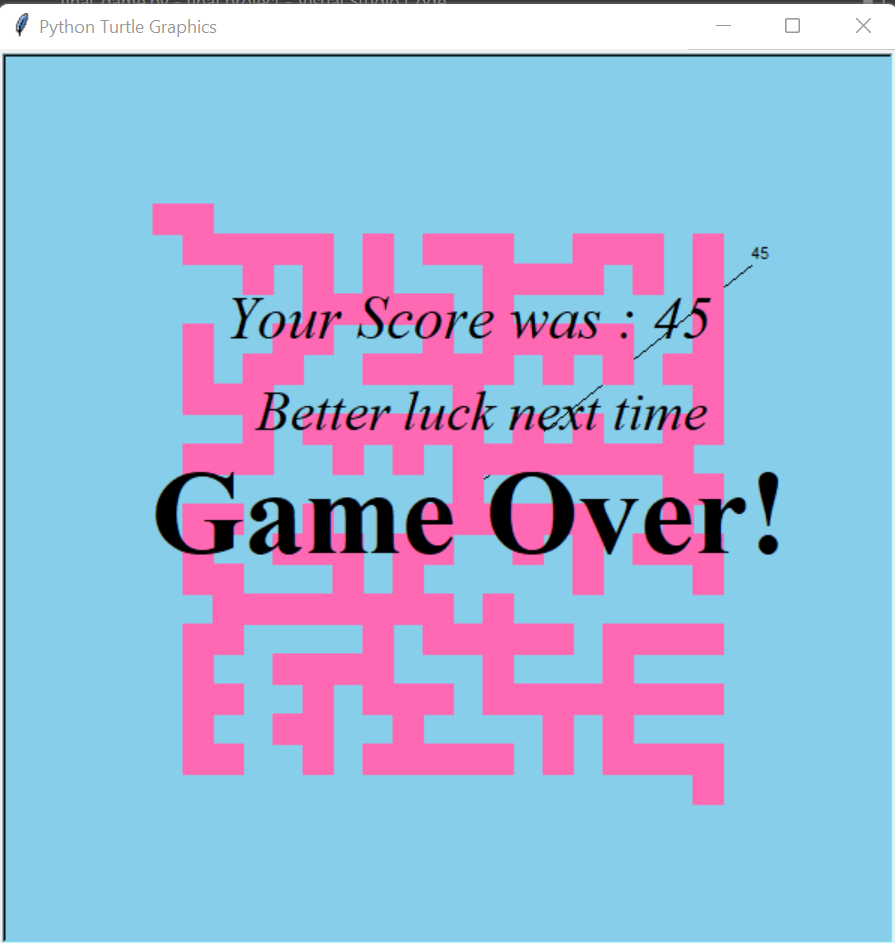 Python Turtle Graphics
45
Your Score was : 45
Better luck next time
Game Over!